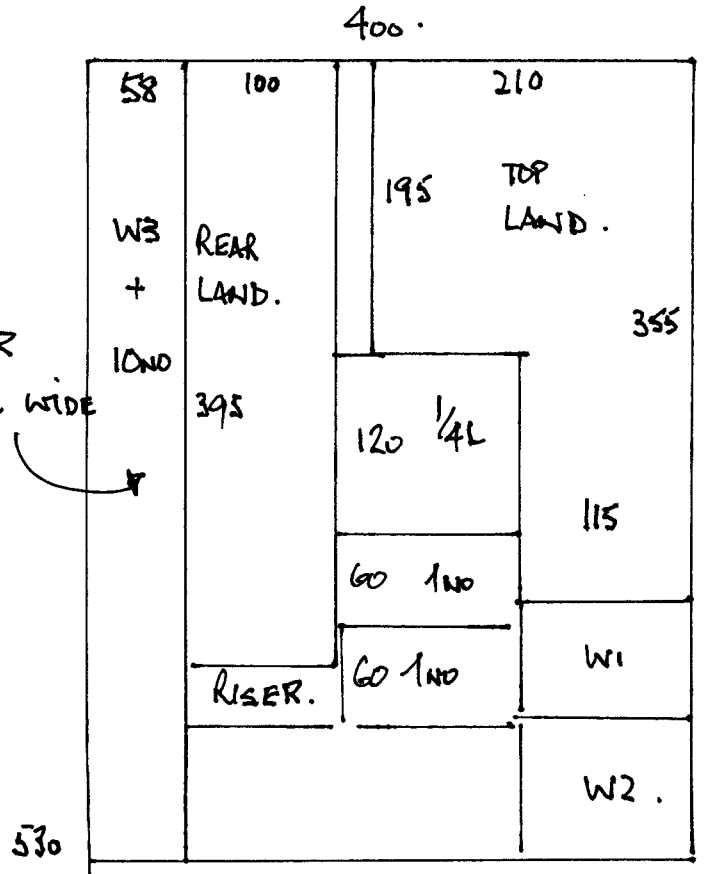 400.
58
100
210
195
TOP
LAND.
W3
+
10NO
REAR
LAND.
355
WIDE
395
120 1/4L
115
60 1NO
W1
60 1NO
RISER.
W2.
530